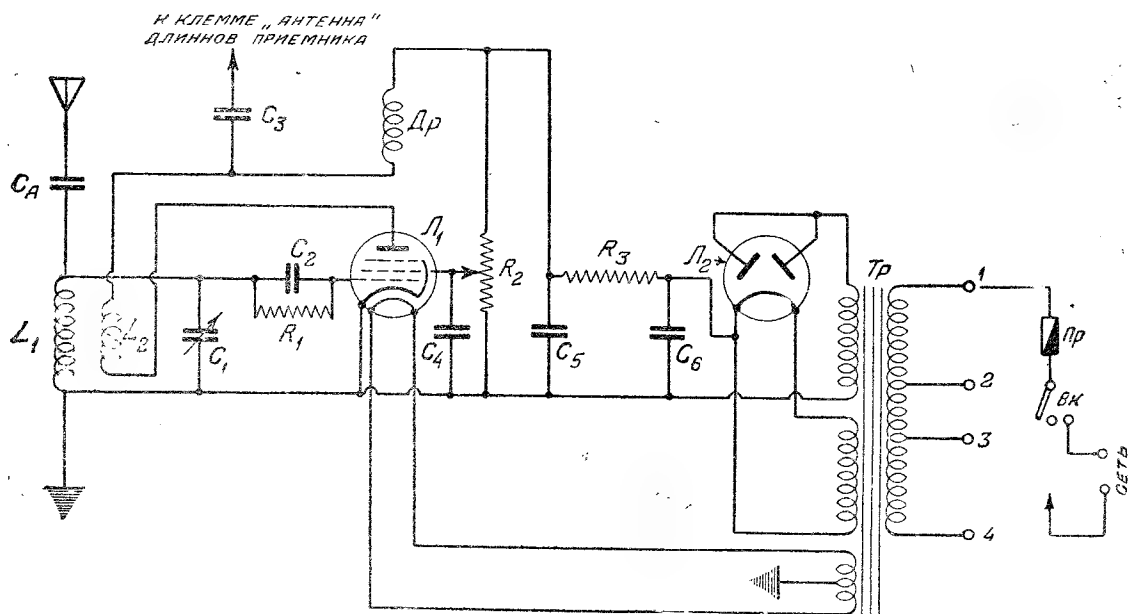 К КЛЕММЕ „АНТЕННА"
ДЛИННОВ ПРИЕМНИКА
C3
Др
CA
Л1
C2
R1
L1
L2
C1
C4
R2
R3
C5
C6
Л2
Тр
1
2
3
4
Пр
ВК
СЕТЬ